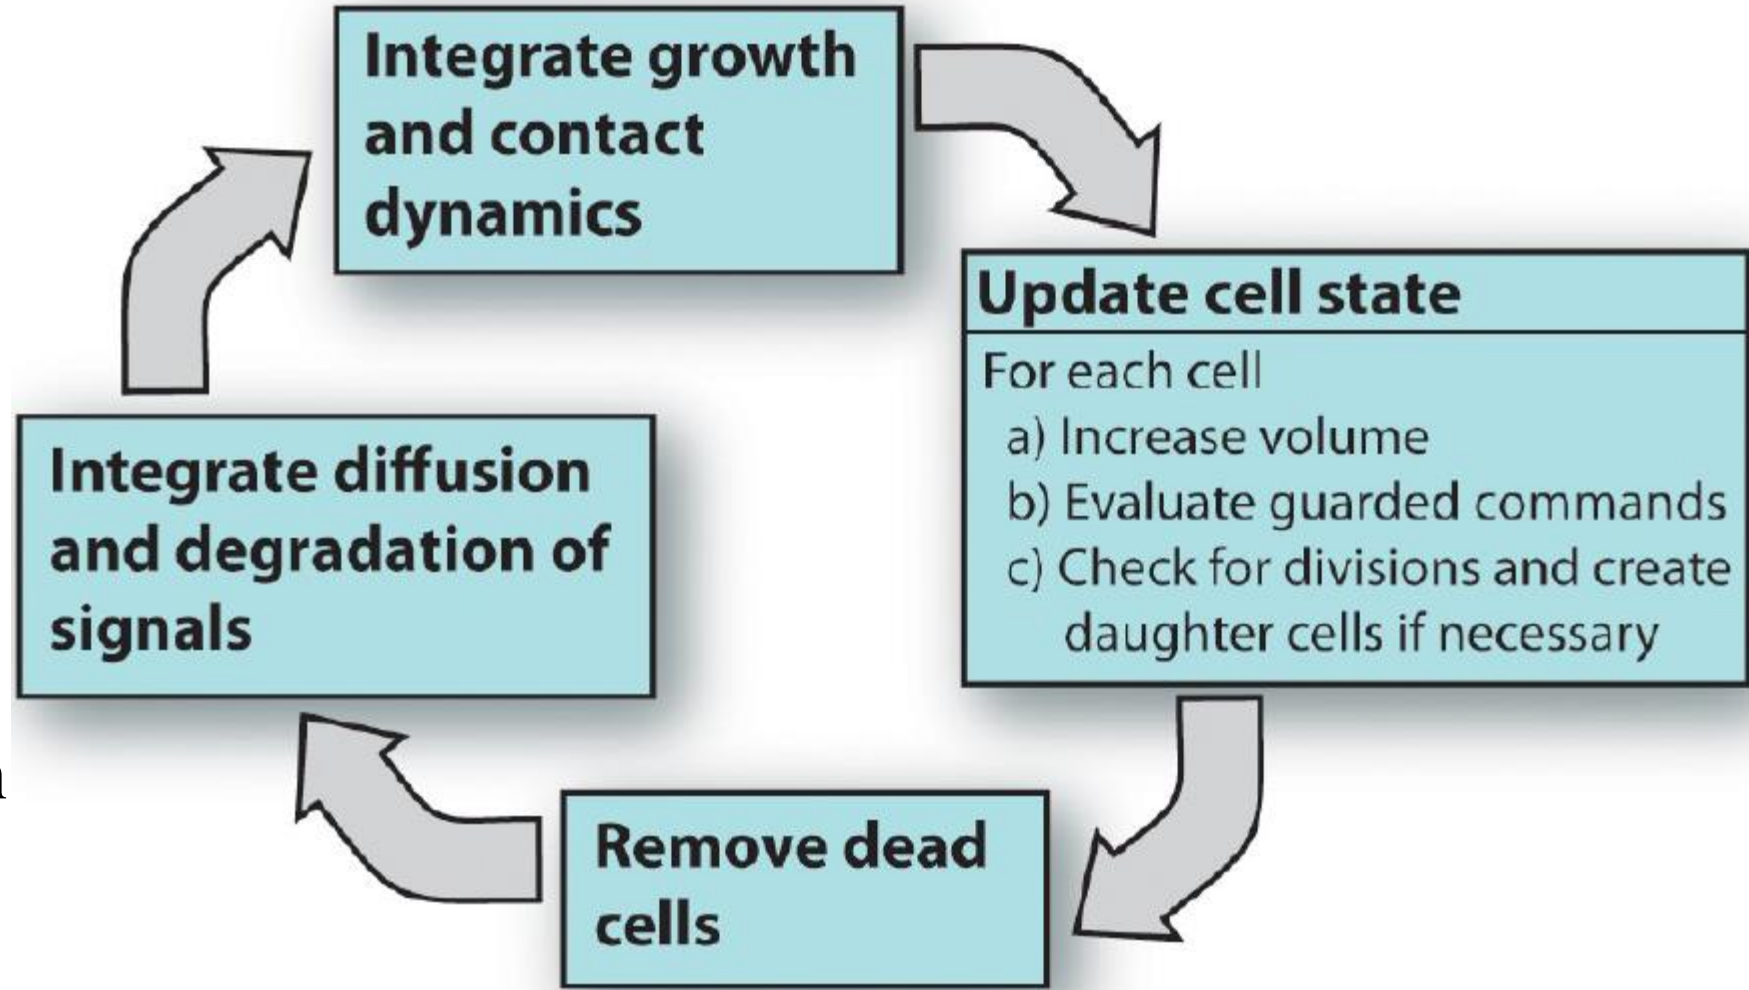 Integrate growth
and contact
dynamics
Update cell state
For each cell
a) Increase volume
b) Evaluate guarded commands
c) Check for divisions and create
daughter cells if necessary
Remove dead
cells
Integrate diffusion
and degradation of
signals